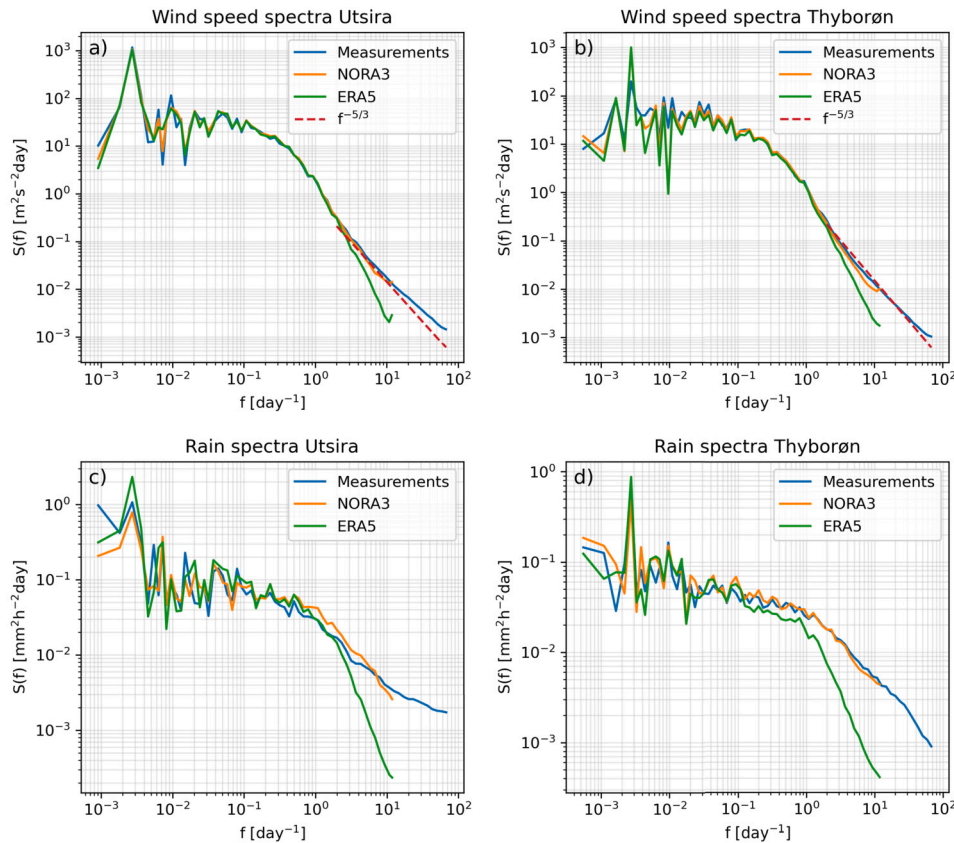 Wind speed spectra Utsira
a)
Measurements
NORA3
ERA5
f⁻⁵/³
10³
10²
10¹
10⁰
10⁻¹
10⁻²
10⁻³
S(f) [m²s⁻²day]
10⁻³ 10⁻² 10⁻¹ 10⁰ 10¹ 10²
f [day⁻¹]
Wind speed spectra Thyborøn
b)
Measurements
NORA3
ERA5
f⁻⁵/³
10³
10²
10¹
10⁰
10⁻¹
10⁻²
10⁻³
S(f) [m²s⁻²day]
10⁻³ 10⁻² 10⁻¹ 10⁰ 10¹ 10²
f [day⁻¹]
Rain spectra Utsira
c)
Measurements
NORA3
ERA5
10⁰
10⁻¹
10⁻²
10⁻³
S(f) [mm²h⁻²day]
10⁻³ 10⁻² 10⁻¹ 10⁰ 10¹ 10²
f [day⁻¹]
Rain spectra Thyborøn
d)
Measurements
NORA3
ERA5
10⁰
10⁻¹
10⁻²
10⁻³
S(f) [mm²h⁻²day]
10⁻³ 10⁻² 10⁻¹ 10⁰ 10¹ 10²
f [day⁻¹]